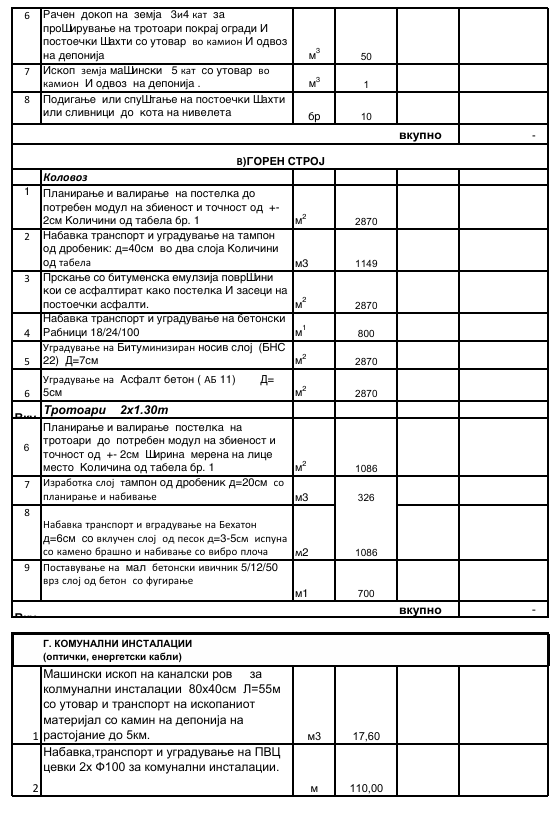 6 Рачен докоп на земја 3и4 кат за
проШирување на тротоари покрај огради И
постоечки Шахти со утовар во камион И одвоз
на депонија м3 50
7 Ископ земја маШински 5 кат со утовар во
камион И одвоз на депонија . м3 1
8 Подигање или спуШтање на постоечки Шахти
или сливници до кота на нивелета бр 10
вкупно -
В)ГОРЕН СТРОЈ
Коловоз
1 Планирање и валирање на постелка до
потребен модул на збиеност и точност од +-
2см Количини од табела бр. 1 м2 2870
2 Набавка транспорт и уградување на тампон
од дробеник: д=40см во два слоја Количини
од табела м3 1149
3 Прскање со битуменска емулзија поврШини
кои се асфалтират како постелка И засеци на
постоечки асфалти. м2 2870
Набавка транспорт и уградување на бетонски
4 Рабници 18/24/100 м1 800
Уградување на Битуминизиран носив слој (БНС
5 22) Д=7см м2 2870
Уградување на Асфалт бетон ( АБ 11) Д=
6 5см м2 2870
Тротоари 2х1.30m
Планирање и валирање постелка на
6 тротоари до потребен модул на збиеност и
точност од +- 2см Ширина мерена на лице
место Количина од табела бр. 1 м2 1086
7 Изработка слој тампон од дробеник д=20см со
планирање и набивање м3 326
8
Набавка транспорт и вградување на Бехатон
д=6см со вклучен слој од песок д=3-5см испуна
со камено брашно и набивање со вибро плоча м2 1086
9 Поставување на мал бетонски ивичник 5/12/50
врз слој од бетон со фугирање
м1 700
вкупно -
Г. КОМУНАЛНИ ИНСТАЛАЦИИ
(оптички, енергетски кабли)
Машински ископ на каналски ров за
колмунални инсталации 80х40см Л=55м
со утовар и транспорт на ископаниот
материјал со камин на депонија на
1 растојание до 5км. м3 17,60
Набавка,транспорт и уградување на ПВЦ
цевки 2х Ф100 за комунални инсталации.
2 м 110,00